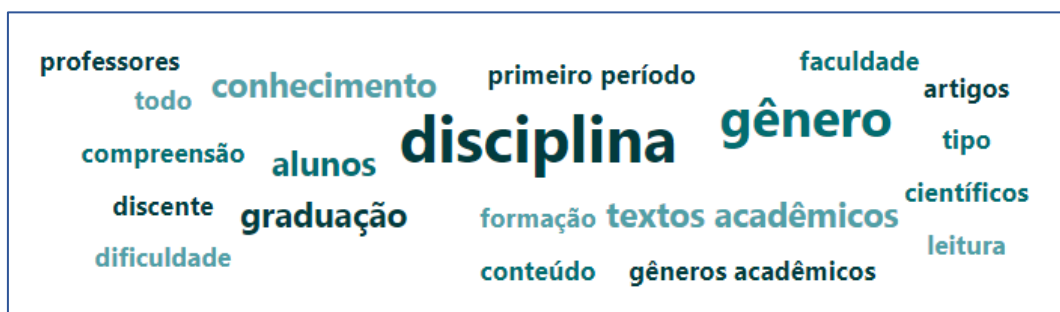 professores
conhecimento
primeiro período
faculdade
todo
artigos
disciplina
gênero
compreensão
alunos
tipo
discente
graduação
formação
textos acadêmicos
científicos
dificuldade
conteúdo
gêneros acadêmicos
leitura